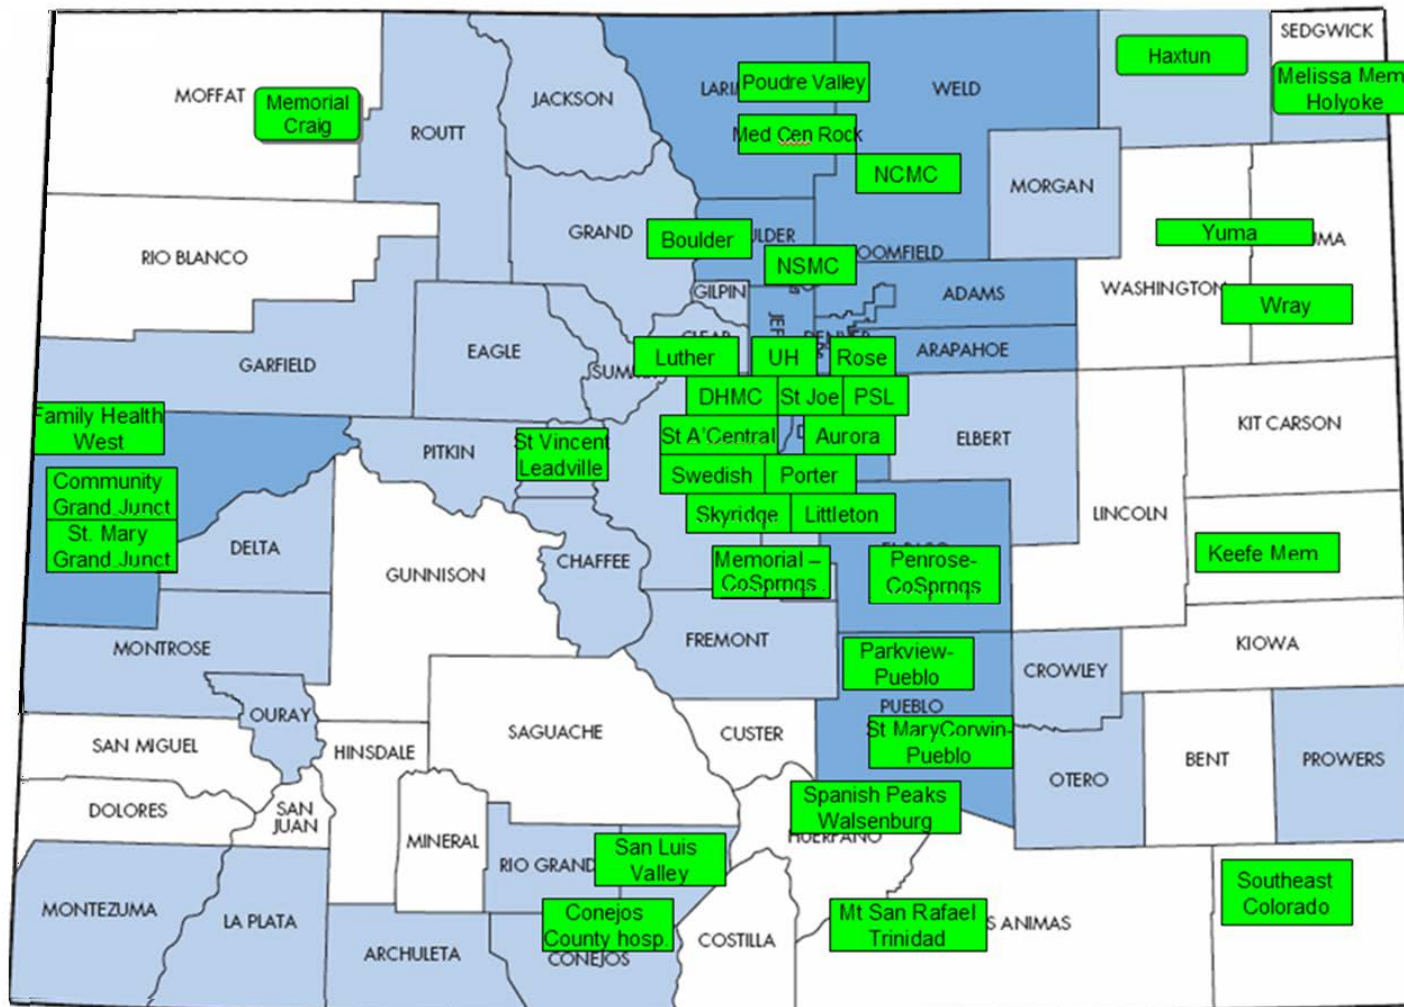 SEDGWICK
Haxtun
Melissa Mem
Holyoke
MOFFAT
Memorial
Craig
ROUTT
JACKSON
LARI
Poudre Valley
WELD
Med Cen Rock
NCMC
MORGAN
RIO BLANCO
GRAND
Boulder
LDER
NSMC
OOMFIELD
Yuma
MA
WASHINGTON
Wray
GILPIN
ADAMS
GARFIELD
EAGLE
SUM
CLEAR
JEF
DENVER
ARAPAHOE
Luther
UH
Rose
DHMC
St Joe
PSL
St A'Central
Aurora
ELBERT
KIT CARSON
Family Health
West
PITKIN
St Vincent
Leadville
Swedish
Porter
Community
Grand Junct
Skyridge
Littleton
LINCOLN
St. Mary
Grand Junct
DELTA
GUNNISON
CHAFFEE
Memorial –
CoSprngs
Penrose-
CoSprngs
Keefe Mem
MONTROSE
FREMONT
Parkview-
Pueblo
CROWLEY
KIOWA
OURAY
PUEBLO
SAN MIGUEL
HINSDALE
SAGUACHE
CUSTER
St MaryCorwin-
Pueblo
OTERO
BENT
PROWERS
DOLORES
SAN
JUAN
MINERAL
RIO GRAND
San Luis
Valley
Spanish Peaks
Walsenburg
HUERFANO
MONTEZUMA
LA PLATA
ARCHULETA
Conejos
County hosp.
CONEJOS
COSTILLA
Mt San Rafael
Trinidad
S ANIMAS
Southeast
Colorado